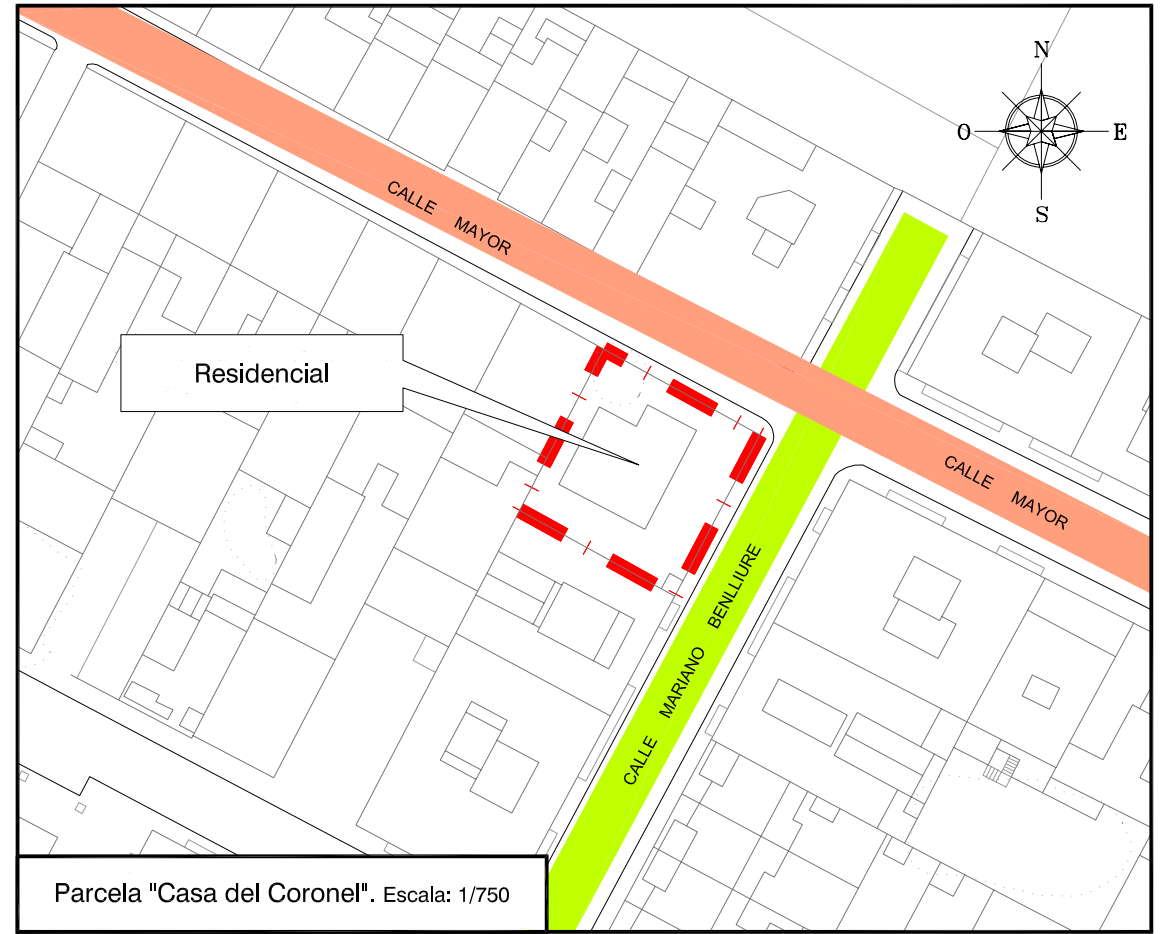 N
O E
S
CALLE MAYOR
Residencial
CALLE MAYOR
CALLE MARIANO BENLLIURE
Parcela "Casa del Coronel". Escala: 1/750